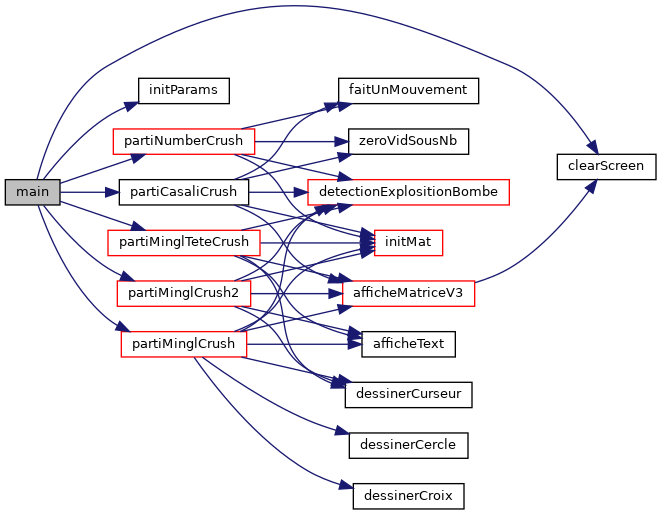 main
initParams
partiNumberCrush
partiCasaliCrush
partiMinglTeteCrush
partiMinglCrush2
partiMinglCrush
faitUnMouvement
zeroVidSousNb
detectionExplositionBombe
initMat
afficheMatriceV3
afficheText
dessinerCurseur
dessinerCercle
dessinerCroix
clearScreen